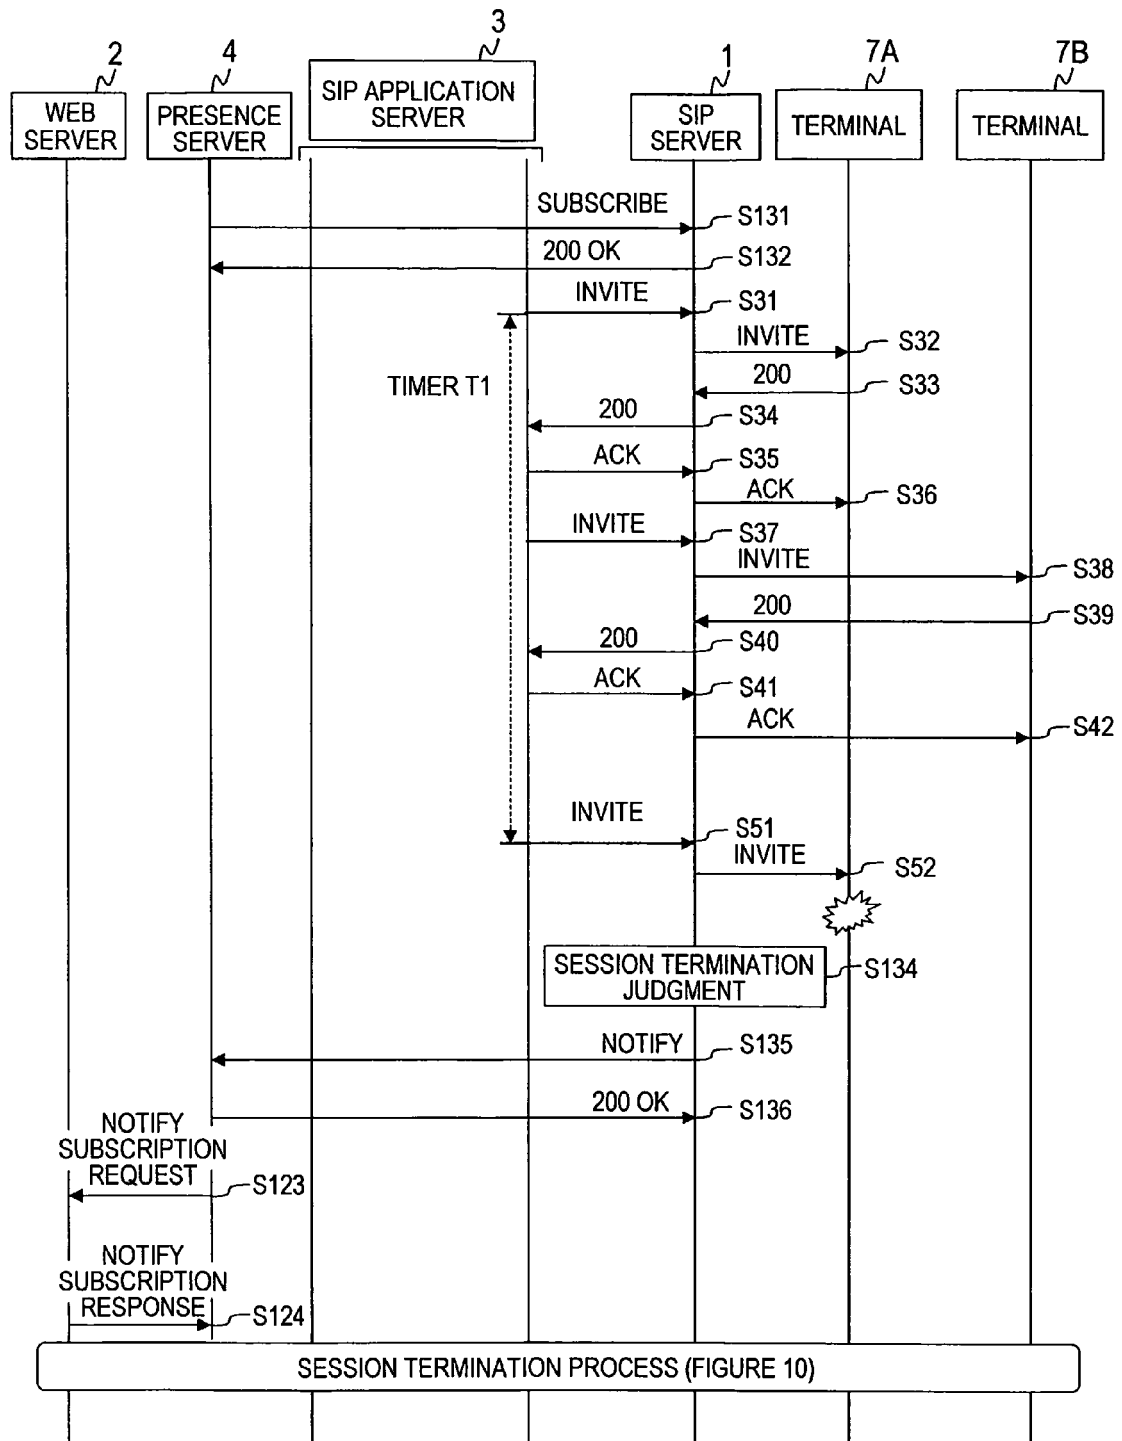 2
4
3
1
7A
7B
WEB
SERVER
PRESENCE
SERVER
SIP APPLICATION
SERVER
SIP
SERVER
TERMINAL
TERMINAL
SUBSCRIBE
S131
200 OK
S132
INVITE
S31
INVITE
S32
TIMER T1
200
S33
200
S34
ACK
S35
ACK
S36
INVITE
S37
INVITE
S38
200
S39
200
S40
ACK
S41
ACK
S42
INVITE
S51
INVITE
S52
SESSION TERMINATION
JUDGMENT
S134
NOTIFY
S135
200 OK
S136
NOTIFY
SUBSCRIPTION
REQUEST
S123
NOTIFY
SUBSCRIPTION
RESPONSE
S124
SESSION TERMINATION PROCESS (FIGURE 10)